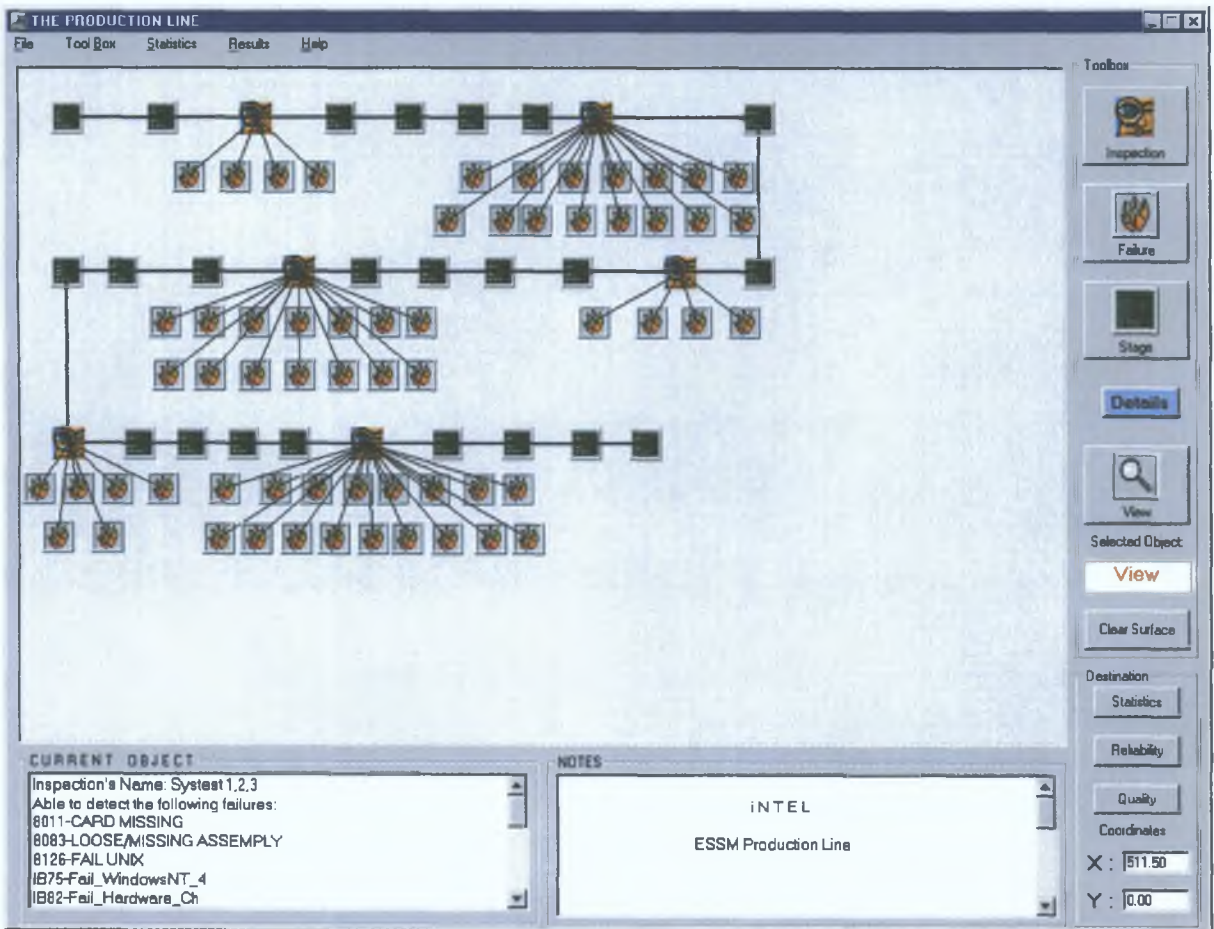 THE PRODUCTION LINE
File Tool Box Statistics Results Help
Toolbox
Inspection
Failure
Stage
Details
View
Selected Object
View
Clear Surface
Destination
Statistics
Reliability
Quality
Coordinates
X : 511.50
Y : 0.00
CURRENT OBJECT
Inspection's Name: Systest 1,2,3
Able to detect the following failures:
8011-CARD MISSING
8083-LOOSE/MISSING ASSEMPLY
8126-FAIL UNIX
IB75-Fail_WindowsNT_4
IB82-Fail_Hardware_Ch
NOTES
iNTEL
ESSM Production Line